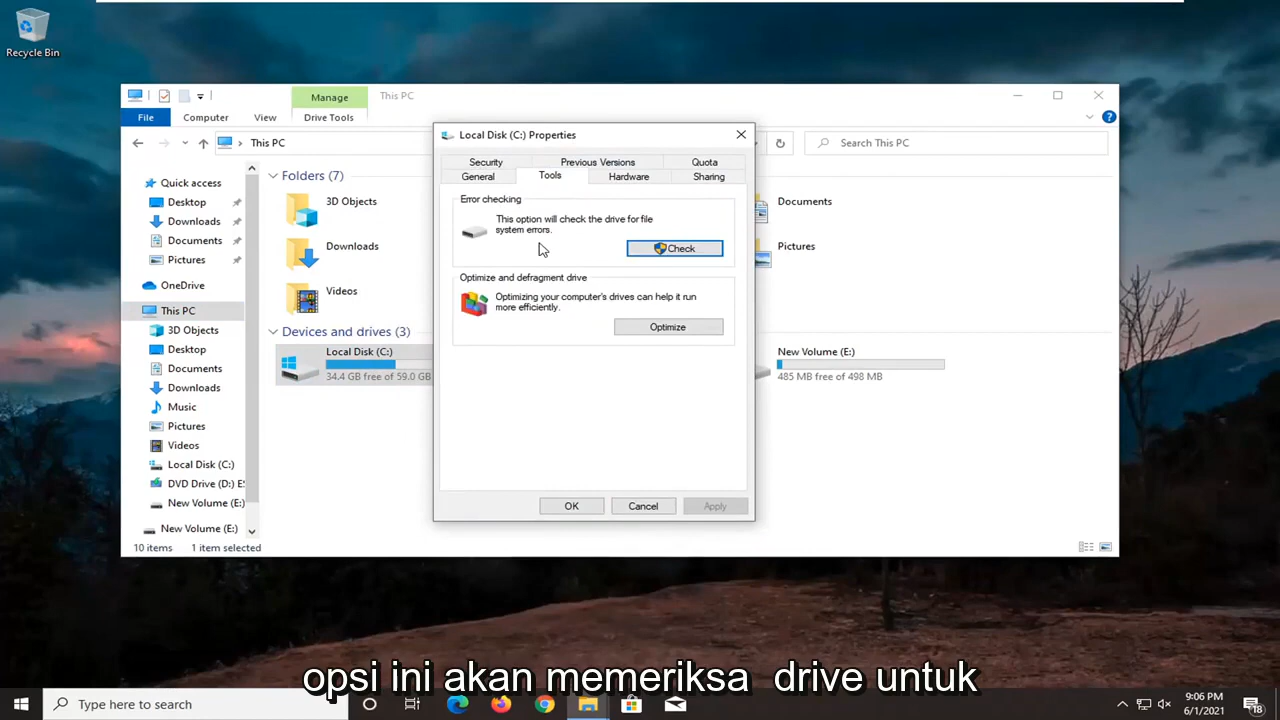 Recycle Bin
Manage
This PC
File
Computer
View
Drive Tools
This PC
Search This PC
Quick access
Desktop
Downloads
Documents
Pictures
OneDrive
This PC
3D Objects
Desktop
Documents
Downloads
Music
Pictures
Videos
Local Disk (C:)
DVD Drive (D:) ES
New Volume (E:)
New Volume (E:)
Folders (7)
3D Objects
Downloads
Videos
Documents
Pictures
Devices and drives (3)
Local Disk (C:)
34.4 GB free of 59.0 GB
New Volume (E:)
485 MB free of 498 MB
10 items
1 item selected
Local Disk (C:) Properties
Security
Previous Versions
Quota
General
Tools
Hardware
Sharing
Error checking
This option will check the drive for file
system errors.
Check
Optimize and defragment drive
Optimizing your computer's drives can help it run
more efficiently.
Optimize
OK
Cancel
Apply
opsi ini akan memeriksa drive untuk
Type here to search
9:06 PM
6/1/2021
18